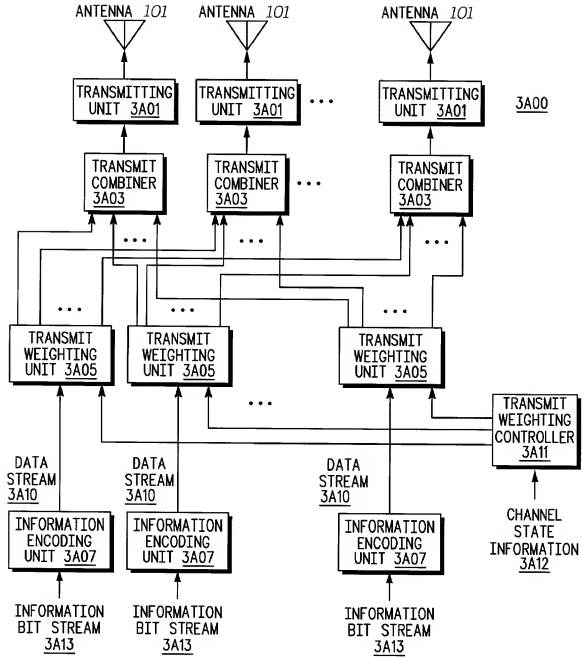 ANTENNA 101
ANTENNA 101
ANTENNA 101
TRANSMITTING
UNIT 3A01
TRANSMITTING
UNIT 3A01
TRANSMITTING
UNIT 3A01
3A00
TRANSMIT
COMBINER
3A03
TRANSMIT
COMBINER
3A03
TRANSMIT
COMBINER
3A03
TRANSMIT
WEIGHTING
UNIT 3A05
TRANSMIT
WEIGHTING
UNIT 3A05
TRANSMIT
WEIGHTING
UNIT 3A05
TRANSMIT
WEIGHTING
CONTROLLER
3A11
DATA
STREAM
3A10
DATA
STREAM
3A10
DATA
STREAM
3A10
INFORMATION
ENCODING
UNIT 3A07
INFORMATION
ENCODING
UNIT 3A07
INFORMATION
ENCODING
UNIT 3A07
CHANNEL
STATE
INFORMATION
3A12
INFORMATION
BIT STREAM
3A13
INFORMATION
BIT STREAM
3A13
INFORMATION
BIT STREAM
3A13